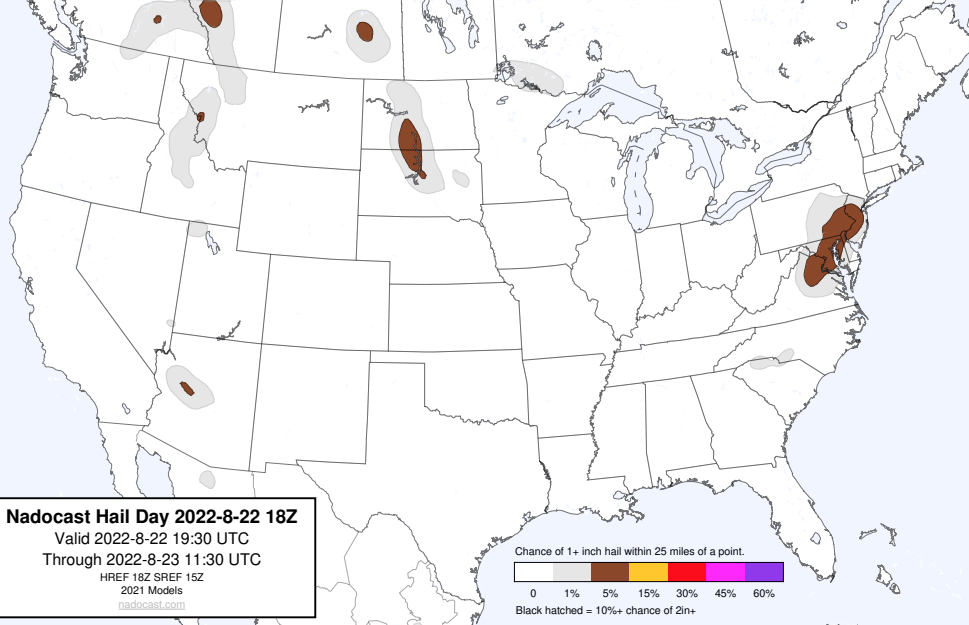 Nadocast Hail Day 2022-8-22 18Z
Valid 2022-8-22 19:30 UTC
Through 2022-8-23 11:30 UTC
HREF 18Z SREF 15Z
2021 Models
nadocast.com
Chance of 1+ inch hail within 25 miles of a point.
0 1% 5% 15% 30% 45% 60%
Black hatched = 10%+ chance of 2in+